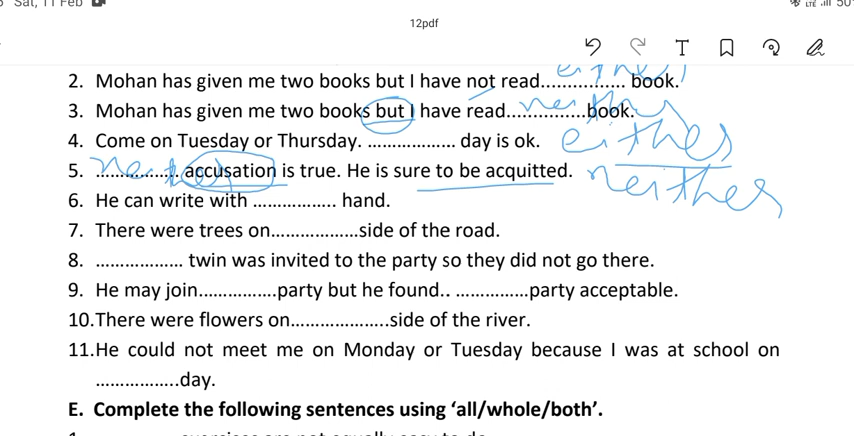 Sat, 11 Feb
LTE 50
12pdf
T
2. Mohan has given me two books but I have not read............... book.
either
3. Mohan has given me two books but I have read...............book.
neither
4. Come on Tuesday or Thursday. .................. day is ok.
either
5. .................accusation is true. He is sure to be acquitted.
neither
neither
6. He can write with ................. hand.
7. There were trees on..................side of the road.
8. .................. twin was invited to the party so they did not go there.
9. He may join................party but he found.. ...............party acceptable.
10.There were flowers on.....................side of the river.
11.He could not meet me on Monday or Tuesday because I was at school on
.................day.
E. Complete the following sentences using ‘all/whole/both’.